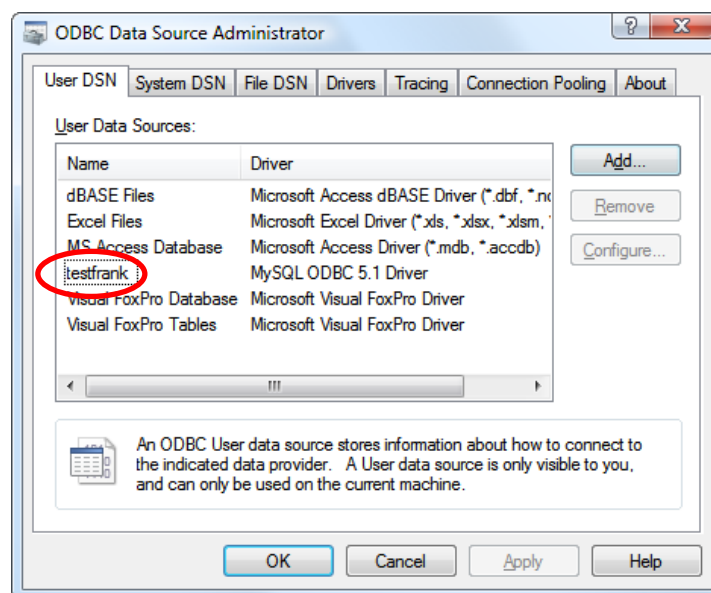 ODBC Data Source Administrator
User DSN System DSN File DSN Drivers Tracing Connection Pooling About
User Data Sources:
Name Driver
dBASE Files Microsoft Access dBASE Driver (*.dbf, *.nd
Excel Files Microsoft Excel Driver (*.xls, *.xlsx, *.xlsm, *
MS Access Database Microsoft Access Driver (*.mdb, *.accdb)
testfrank MySQL ODBC 5.1 Driver
Visual FoxPro Database Microsoft Visual FoxPro Driver
Visual FoxPro Tables Microsoft Visual FoxPro Driver
Add...
Remove
Configure...
An ODBC User data source stores information about how to connect to
the indicated data provider. A User data source is only visible to you,
and can only be used on the current machine.
OK Cancel Apply Help